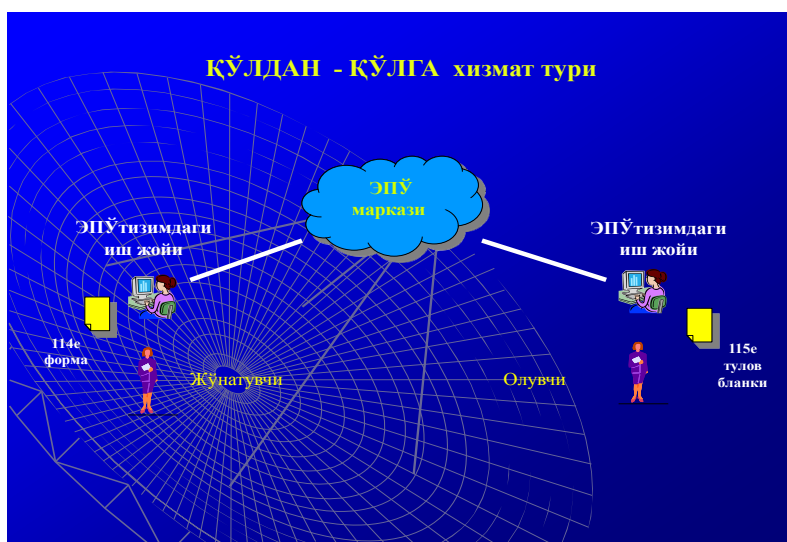 ҚЎЛДАН - ҚЎЛГА хизмат тури
ЭПЎ
маркази
ЭПЎтизимдаги
иш жойи
ЭПЎтизимдаги
иш жойи
114е
форма
Жўнатувчи
Олувчи
115е
тулов
бланки